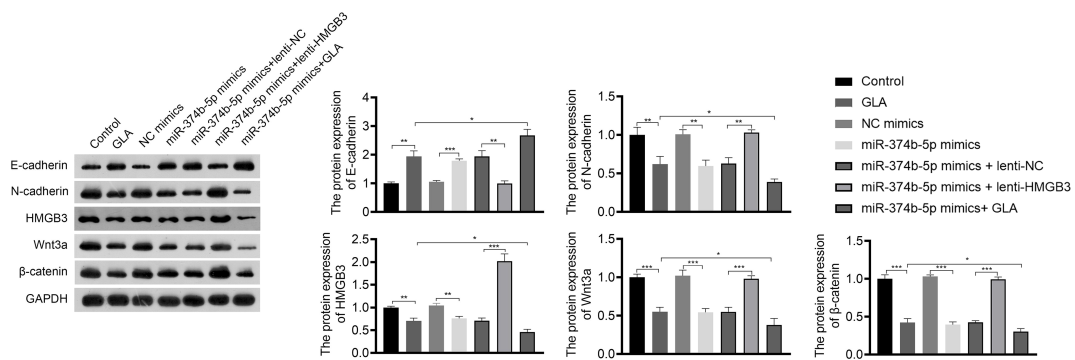 Control
GLA
NC mimics
miR-374b-5p mimics
miR-374b-5p mimics+lenti-NC
miR-374b-5p mimics+lenti-HMGB3
miR-374b-5p mimics+GLA
E-cadherin
N-cadherin
HMGB3
Wnt3a
β-catenin
GAPDH
The protein expression
of E-cadherin
4
3
2
1
0
**
***
**
*
The protein expression
of N-cadherin
1.5
1.0
0.5
0.0
**
**
**
*
Control
GLA
NC mimics
miR-374b-5p mimics
miR-374b-5p mimics + lenti-NC
miR-374b-5p mimics + lenti-HMGB3
miR-374b-5p mimics+ GLA
The protein expression
of HMGB3
2.5
2.0
1.5
1.0
0.5
0.0
**
**
***
*
The protein expression
of Wnt3a
1.5
1.0
0.5
0.0
***
***
***
*
The protein expression
of β-catenin
1.5
1.0
0.5
0.0
***
***
***
*